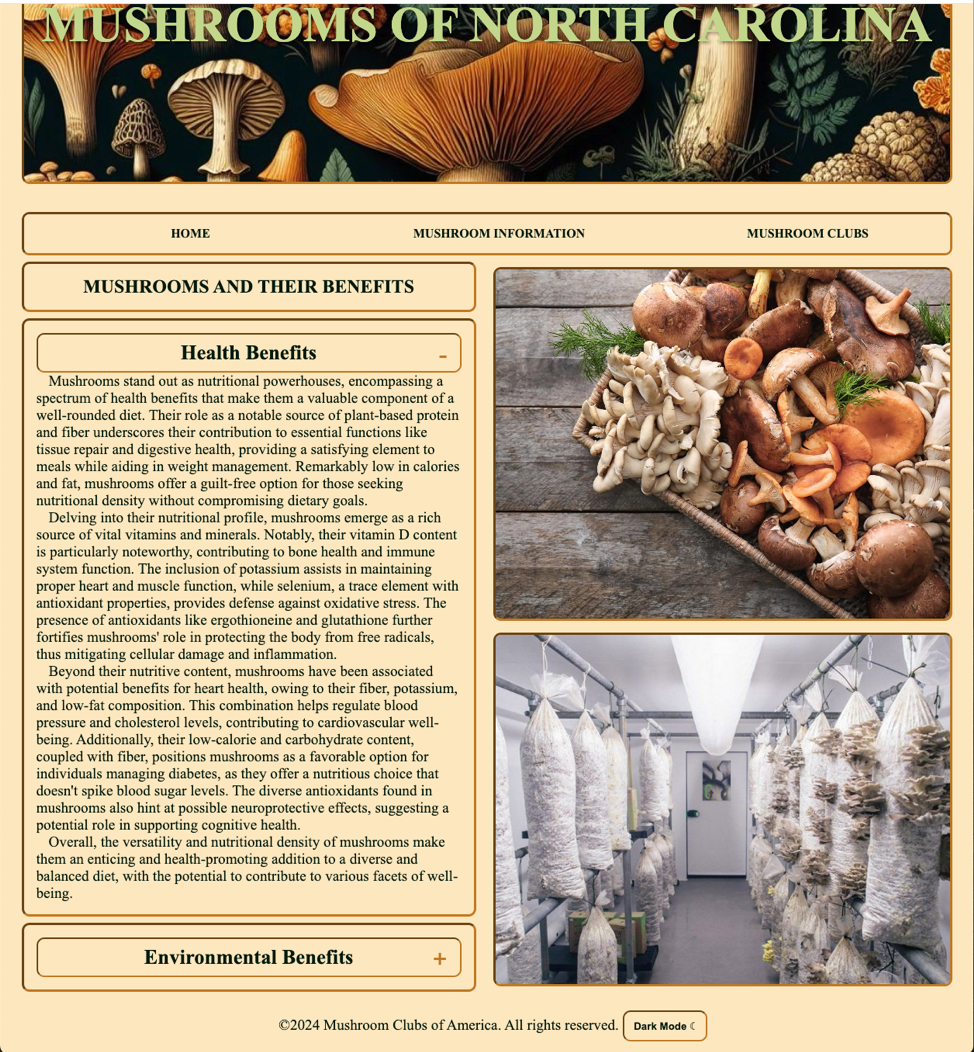 MUSHROOMS OF NORTH CAROLINA
HOME
MUSHROOM INFORMATION
MUSHROOM CLUBS
MUSHROOMS AND THEIR BENEFITS
Health Benefits -
Mushrooms stand out as nutritional powerhouses, encompassing a
spectrum of health benefits that make them a valuable component of a
well-rounded diet. Their role as a notable source of plant-based protein
and fiber underscores their contribution to essential functions like
tissue repair and digestive health, providing a satisfying element to
meals while aiding in weight management. Remarkably low in calories
and fat, mushrooms offer a guilt-free option for those seeking
nutritional density without compromising dietary goals.
Delving into their nutritional profile, mushrooms emerge as a rich
source of vital vitamins and minerals. Notably, their vitamin D content
is particularly noteworthy, contributing to bone health and immune
system function. The inclusion of potassium assists in maintaining
proper heart and muscle function, while selenium, a trace element with
antioxidant properties, provides defense against oxidative stress. The
presence of antioxidants like ergothioneine and glutathione further
fortifies mushrooms' role in protecting the body from free radicals,
thus mitigating cellular damage and inflammation.
Beyond their nutritive content, mushrooms have been associated
with potential benefits for heart health, owing to their fiber, potassium,
and low-fat composition. This combination helps regulate blood
pressure and cholesterol levels, contributing to cardiovascular well-
being. Additionally, their low-calorie and carbohydrate content,
coupled with fiber, positions mushrooms as a favorable option for
individuals managing diabetes, as they offer a nutritious choice that
doesn't spike blood sugar levels. The diverse antioxidants found in
mushrooms also hint at possible neuroprotective effects, suggesting a
potential role in supporting cognitive health.
Overall, the versatility and nutritional density of mushrooms make
them an enticing and health-promoting addition to a diverse and
balanced diet, with the potential to contribute to various facets of well-
being.
Environmental Benefits +
©2024 Mushroom Clubs of America. All rights reserved. Dark Mode ☾